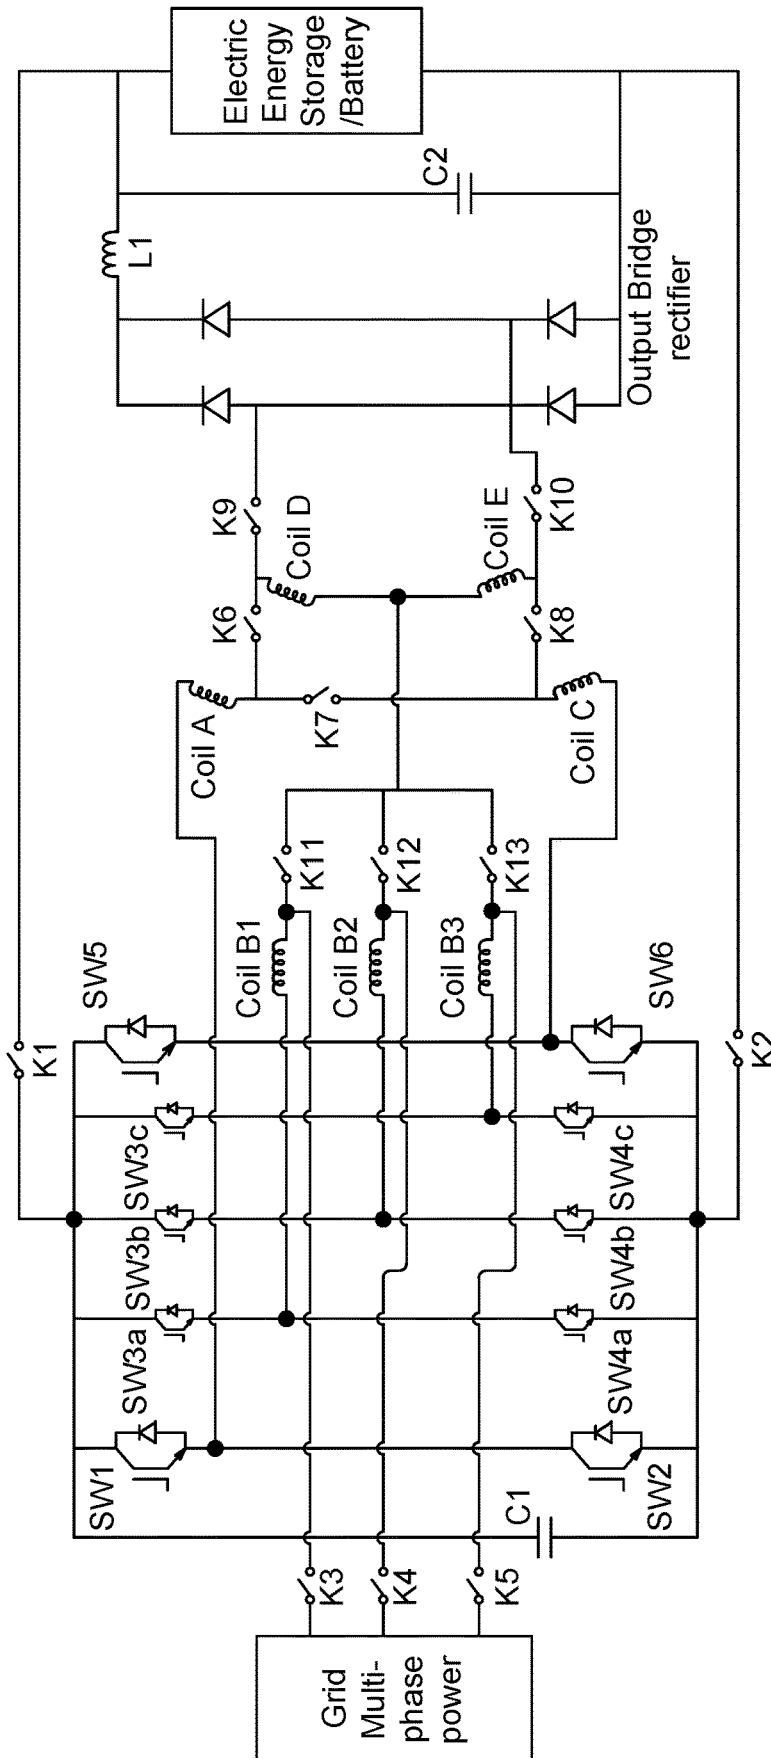 Grid
Multi-
phase
power
K3
K4
K5
C1
SW1
SW2
SW3a
SW4a
SW3b
SW4b
SW3c
SW4c
SW5
SW6
K1
K2
Coil B1
Coil B2
Coil B3
K11
K12
K13
Coil A
K7
Coil C
K6
K8
Coil D
Coil E
K9
K10
Output Bridge
rectifier
L1
C2
Electric
Energy
Storage
/Battery